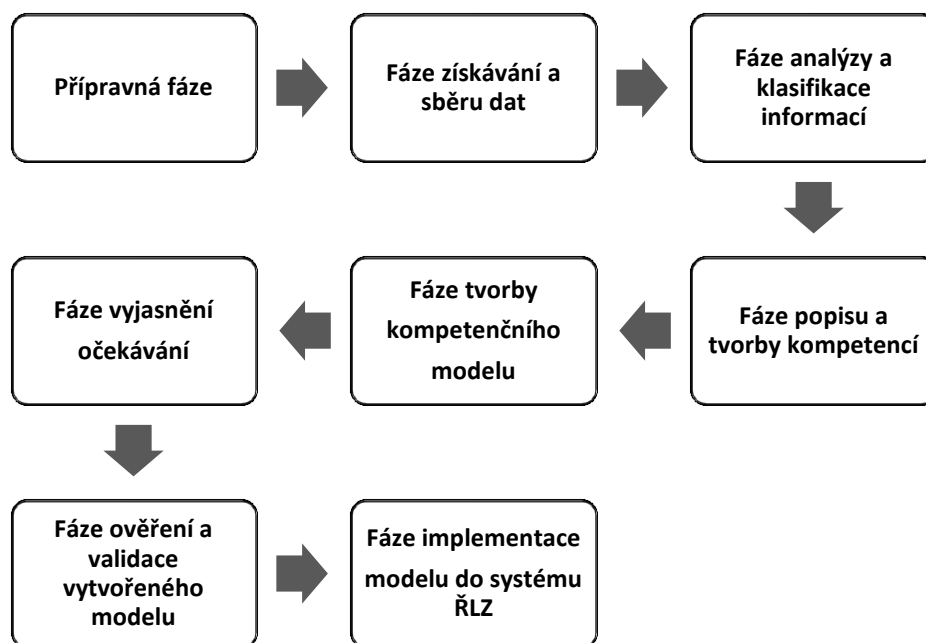 Přípravná fáze
Fáze získávání a
sběru dat
Fáze analýzy a
klasifikace
informací
Fáze popisu a
tvorby kompetencí
Fáze tvorby
kompetenčního
modelu
Fáze vyjasnění
očekávání
Fáze ověření a
validace
vytvořeného
modelu
Fáze implementace
modelu do systému
ŘLZ